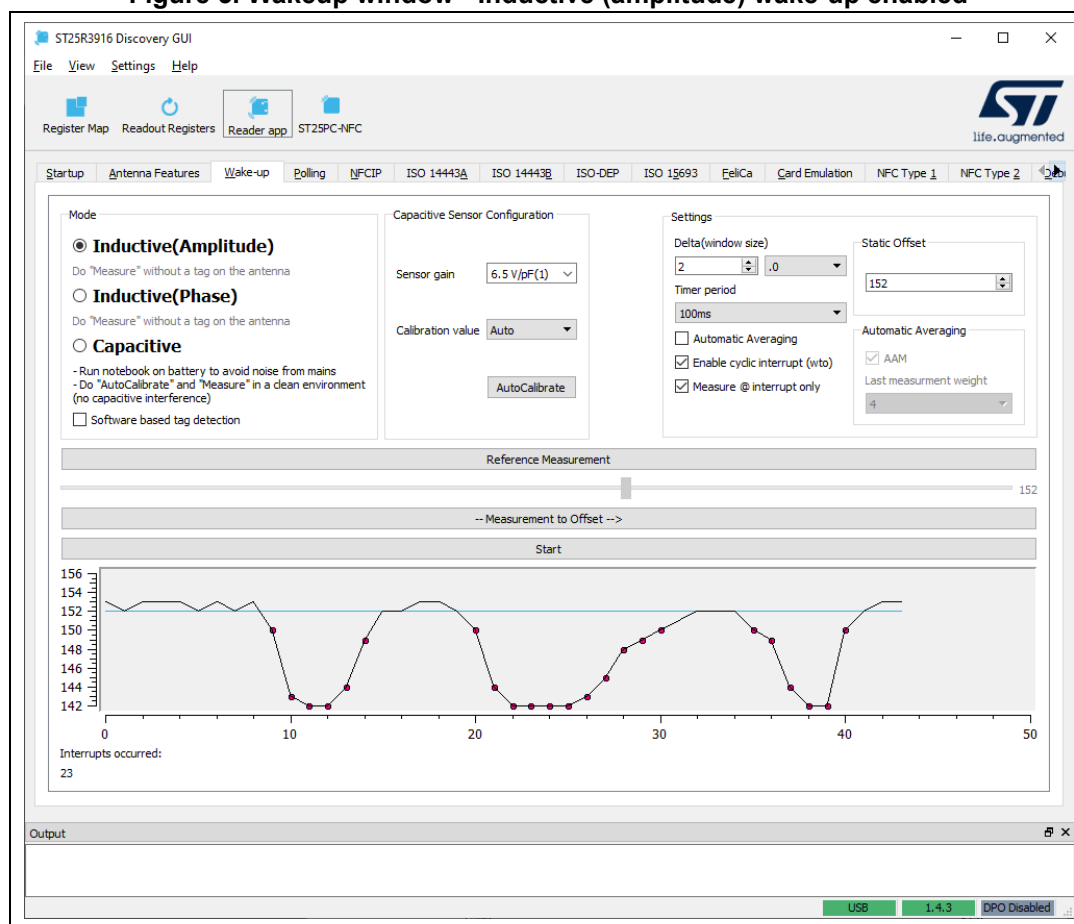 Figure 6. Wakeup window - Inductive (amplitude) wake-up enabled
ST25R3916 Discovery GUI
File View Settings Help
Register Map Readout Registers Reader app ST25PC-NFC
ST
life.augmented
Startup Antenna Features Wake-up Polling NFCIP ISO 14443A ISO 14443B ISO-DEP ISO 15693 FeliCa Card Emulation NFC Type 1 NFC Type 2
Mode
Inductive(Amplitude)
Do "Measure" without a tag on the antenna
Inductive(Phase)
Do "Measure" without a tag on the antenna
Capacitive
- Run notebook on battery to avoid noise from mains
- Do "AutoCalibrate" and "Measure" in a clean environment
(no capacitive interference)
Software based tag detection
Capacitive Sensor Configuration
Sensor gain 6.5 V/pF(1)
Calibration value Auto
AutoCalibrate
Settings
Delta(window size)
2 .0
Timer period
100ms
Automatic Averaging
Enable cyclic interrupt (wto)
Measure @ interrupt only
Static Offset
152
Automatic Averaging
AAM
Last measurment weight
4
Reference Measurement
152
-- Measurement to Offset -->
Start
156
154
152
150
148
146
144
142
0 10 20 30 40 50
Interrupts occurred:
23
Output
USB 1.4.3 DPO Disabled